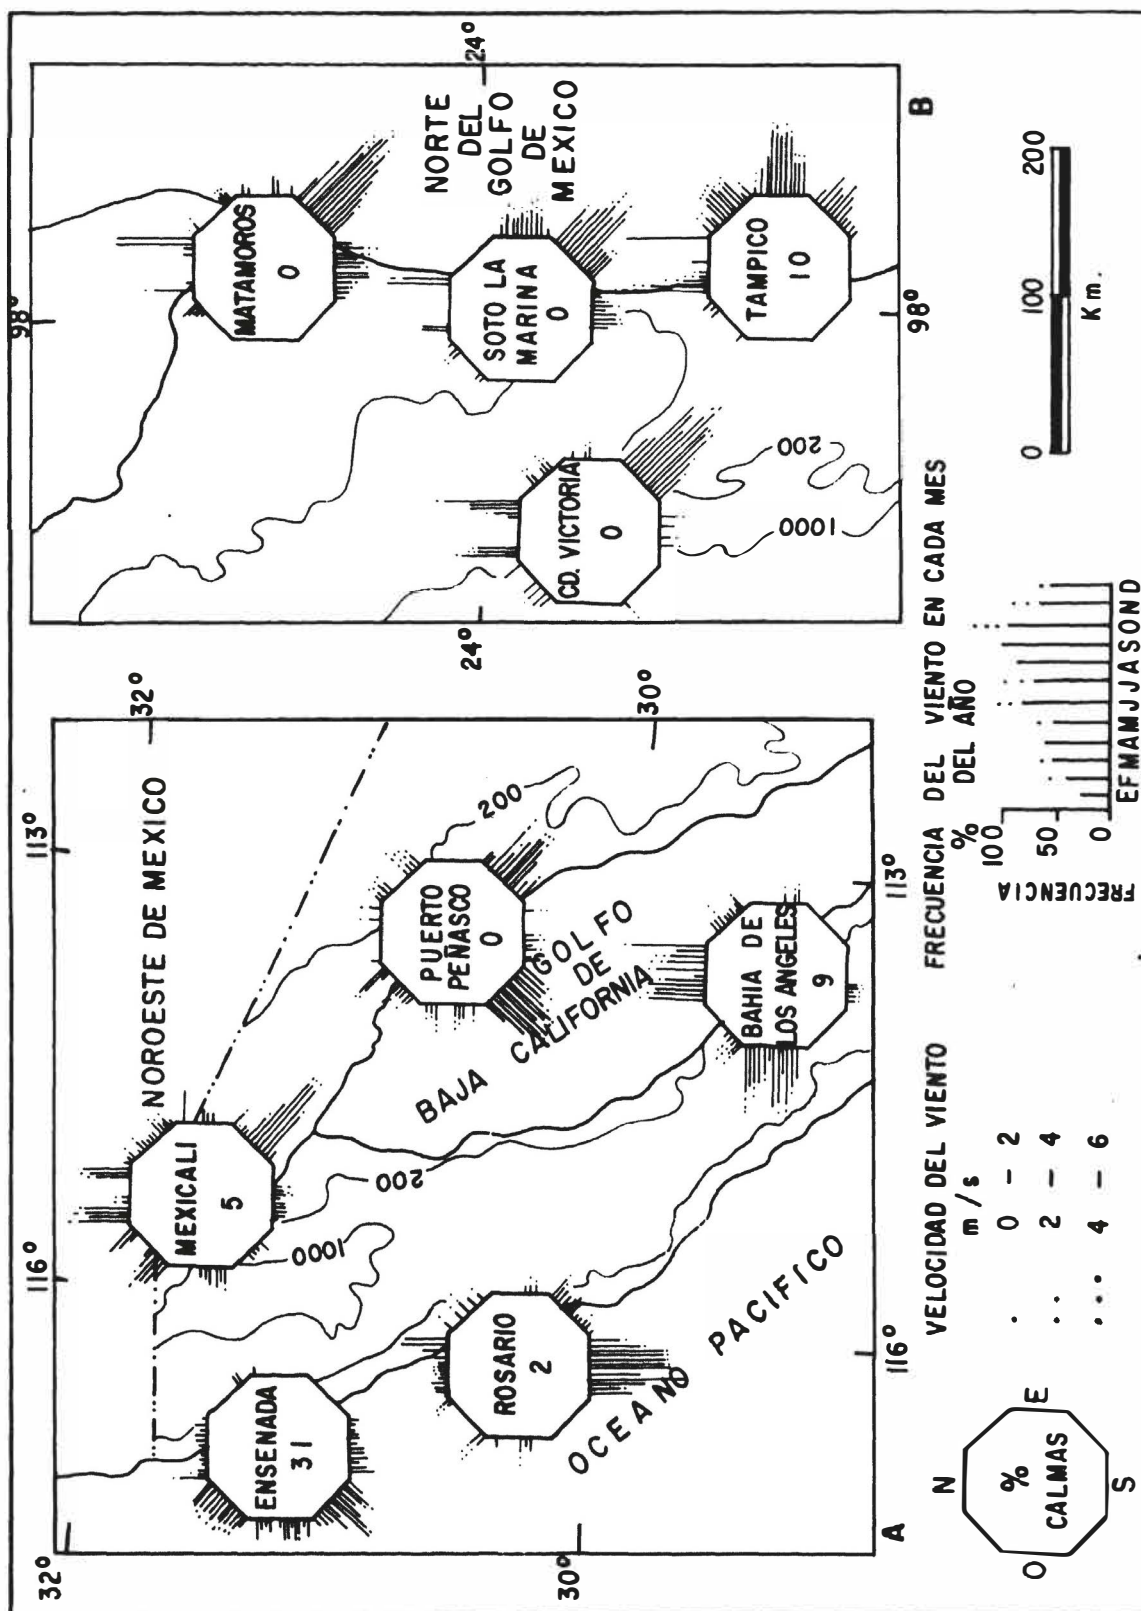 A
NOROESTE DE MEXICO
32°
116°
113°
32°
30°
30°
116°
113°
ENSENADA
31
MEXICALI
5
PUERTO
PEÑASCO
0
ROSARIO
2
BAHIA DE
LOS ANGELES
9
1000
200
200
BAJA CALIFORNIA
GOLFO
DE
OCEANO PACIFICO
B
98°
24°
24°
98°
MATAMOROS
0
NORTE
DEL
GOLFO
DE
MEXICO
SOTO LA
MARINA
0
CD. VICTORIA
0
TAMPICO
10
200
1000
N
O
E
S
%
CALMAS
VELOCIDAD DEL VIENTO
m/s
. 0 - 2
.. 2 - 4
... 4 - 6
FRECUENCIA DEL VIENTO EN CADA MES
% DEL AÑO
FRECUENCIA
100
50
0
EFMAMJJASOND
0 100 200
Km.